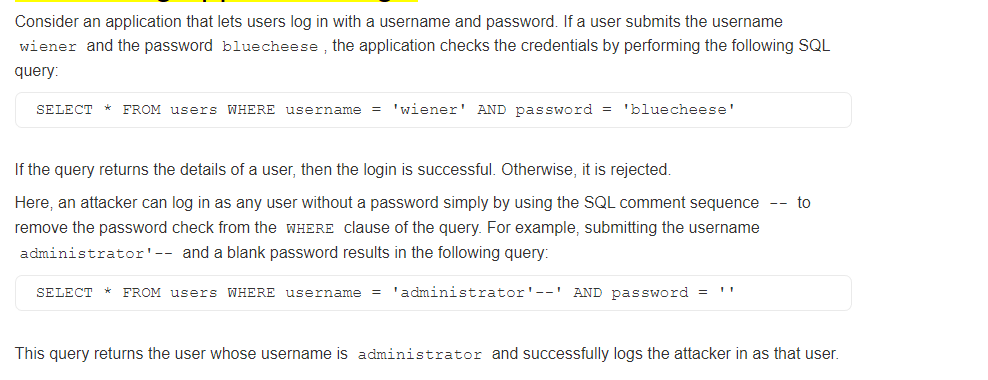 Consider an application that lets users log in with a username and password. If a user submits the username
wiener and the password bluecheese , the application checks the credentials by performing the following SQL
query:
SELECT * FROM users WHERE username = 'wiener' AND password = 'bluecheese'
If the query returns the details of a user, then the login is successful. Otherwise, it is rejected.
Here, an attacker can log in as any user without a password simply by using the SQL comment sequence -- to
remove the password check from the WHERE clause of the query. For example, submitting the username
administrator'-- and a blank password results in the following query:
SELECT * FROM users WHERE username = 'administrator'--' AND password = ''
This query returns the user whose username is administrator and successfully logs the attacker in as that user.